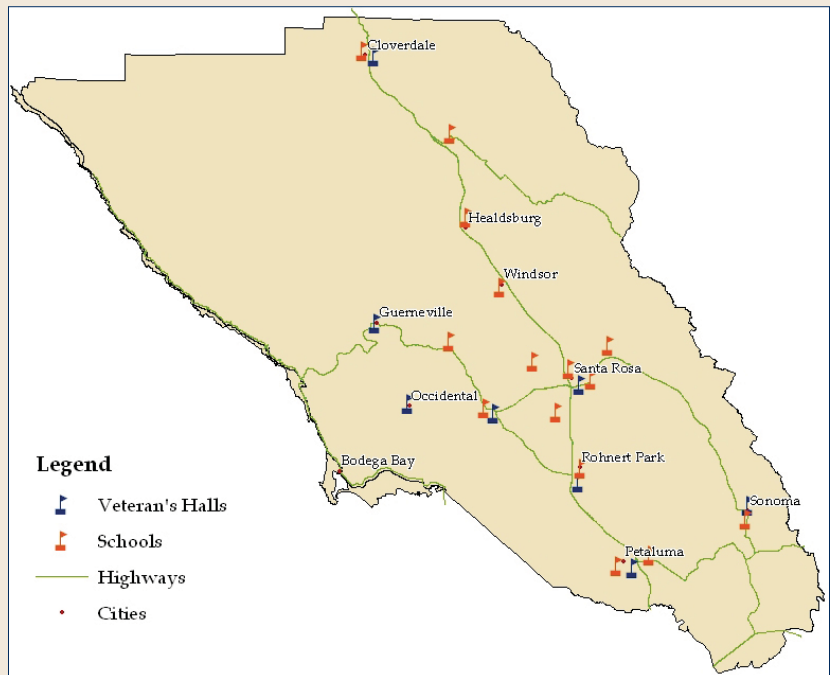 Cloverdale
Healdsburg
Windsor
Guerneville
Santa Rosa
Occidental
Rohnert Park
Bodega Bay
Sonoma
Petaluma
Legend
Veteran's Halls
Schools
Highways
Cities